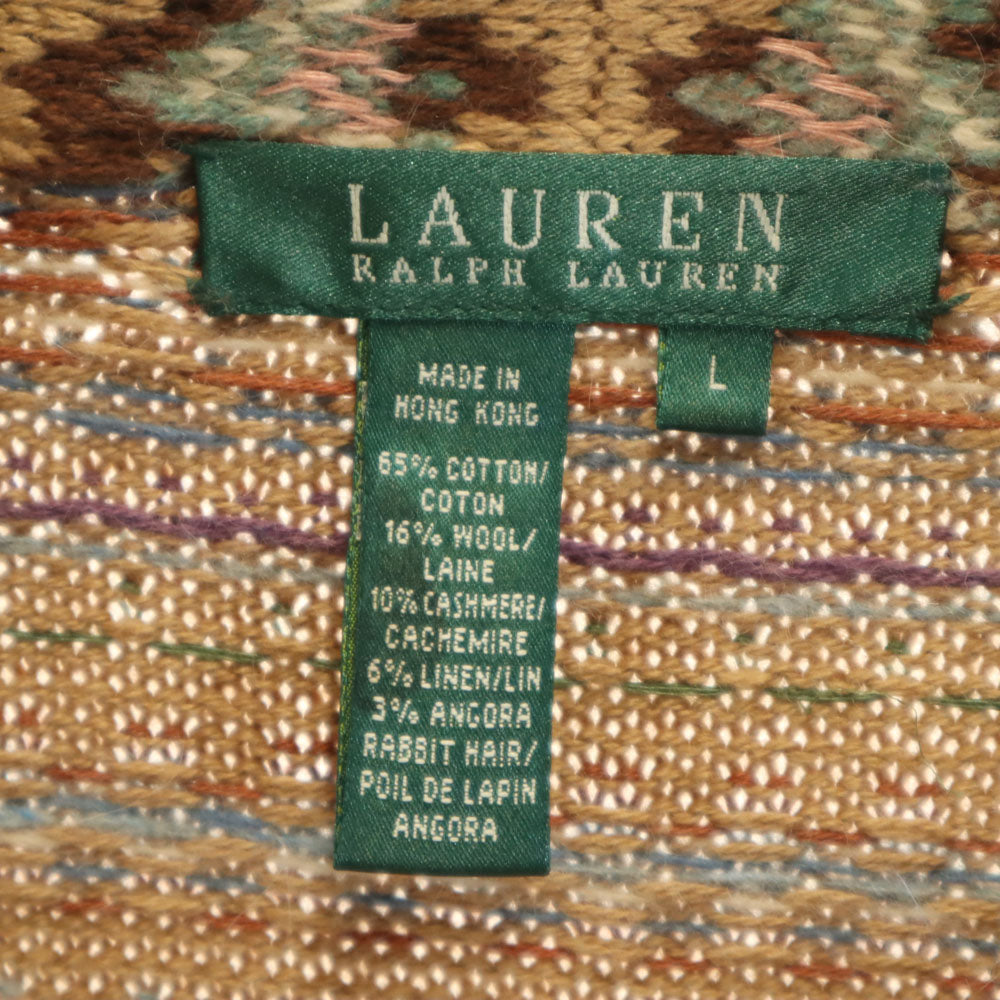 LAUREN
RALPH LAUREN
L
MADE IN
HONG KONG
65% COTTON/
COTON
16% WOOL/
LAINE
10% CASHMERE/
CACHEMIRE
6% LINEN/LIN
3% ANGORA
RABBIT HAIR/
POIL DE LAPIN
ANGORA